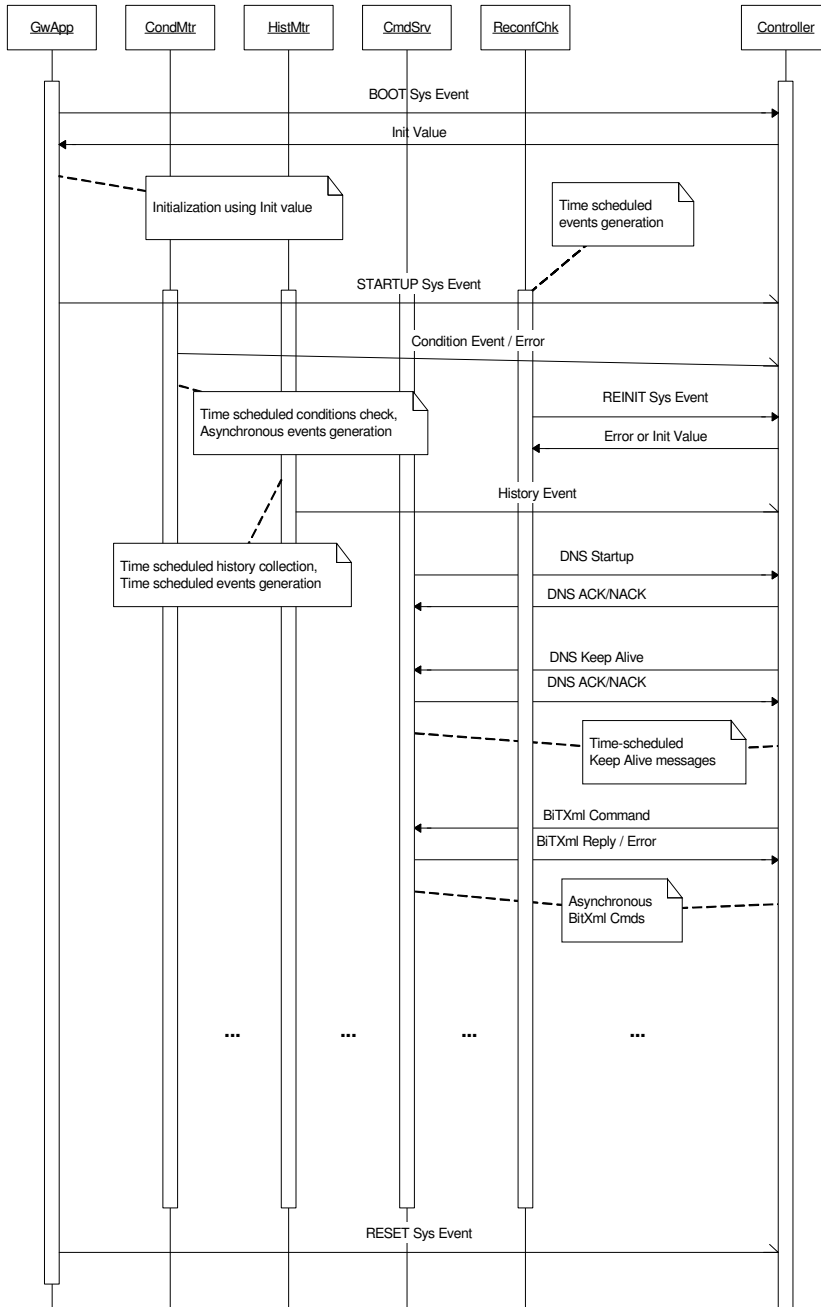 GwApp
CondMtr
HistMtr
CmdSrv
ReconfChk
Controller
BOOT Sys Event
Init Value
Initialization using Init value
Time scheduled
events generation
STARTUP Sys Event
Condition Event / Error
Time scheduled conditions check,
Asynchronous events generation
REINIT Sys Event
Error or Init Value
History Event
Time scheduled history collection,
Time scheduled events generation
DNS Startup
DNS ACK/NACK
DNS Keep Alive
DNS ACK/NACK
Time-scheduled
Keep Alive messages
BiTXml Command
BiTXml Reply / Error
Asynchronous
BitXml Cmds
... ... ... ...
RESET Sys Event